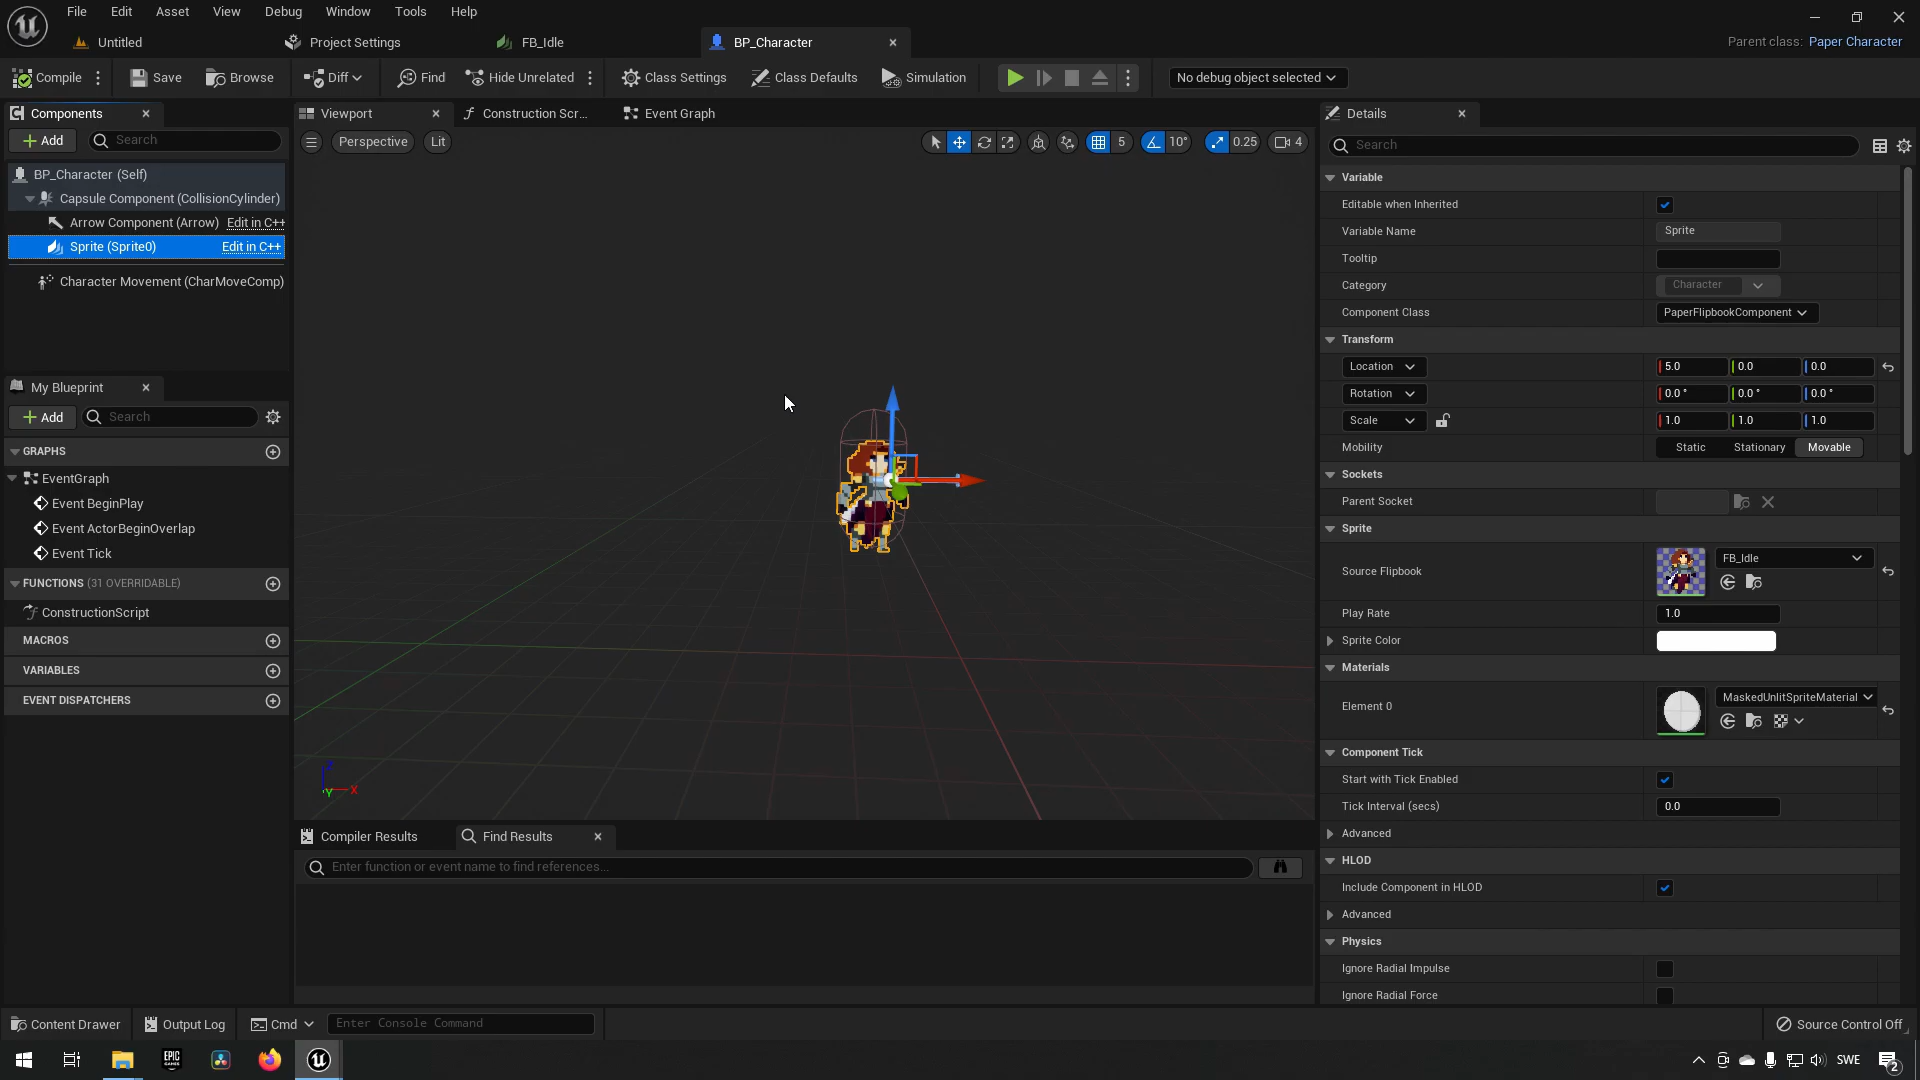 File Edit Asset View Debug Window Tools Help
Untitled Project Settings FB_Idle BP_Character Parent class: Paper Character
Compile Save Browse Diff Find Hide Unrelated Class Settings Class Defaults Simulation No debug object selected
Components
Add Search
BP_Character (Self)
Capsule Component (CollisionCylinder)
Arrow Component (Arrow) Edit in C++
Sprite (Sprite0) Edit in C++
Character Movement (CharMoveComp)
My Blueprint
Add Search
GRAPHS
EventGraph
Event BeginPlay
Event ActorBeginOverlap
Event Tick
FUNCTIONS (31 OVERRIDABLE)
ConstructionScript
MACROS
VARIABLES
EVENT DISPATCHERS
Viewport Construction Scr... Event Graph
Perspective Lit 5 10° 0.25 4
Z
Y X
Compiler Results Find Results
Enter function or event name to find references...
Details
Search
Variable
Editable when Inherited
Variable Name Sprite
Tooltip
Category Character
Component Class PaperFlipbookComponent
Transform
Location 5.0 0.0 0.0
Rotation 0.0 ° 0.0 ° 0.0 °
Scale 1.0 1.0 1.0
Mobility Static Stationary Movable
Sockets
Parent Socket
Sprite
Source Flipbook FB_Idle
Play Rate 1.0
Sprite Color
Materials
Element 0 MaskedUnlitSpriteMaterial
Component Tick
Start with Tick Enabled
Tick Interval (secs) 0.0
Advanced
HLOD
Include Component in HLOD
Advanced
Physics
Ignore Radial Impulse
Ignore Radial Force
Content Drawer Output Log Cmd Enter Console Command Source Control Off
EPIC GAMES SWE 2